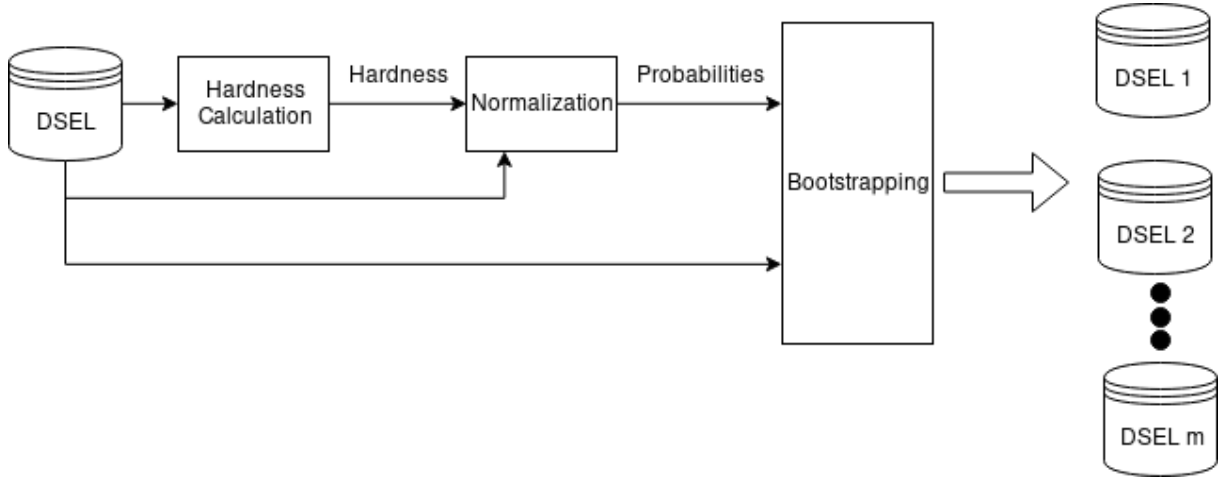 DSEL
Hardness
Calculation
Hardness
Normalization
Probabilities
Bootstrapping
DSEL 1
DSEL 2
DSEL m